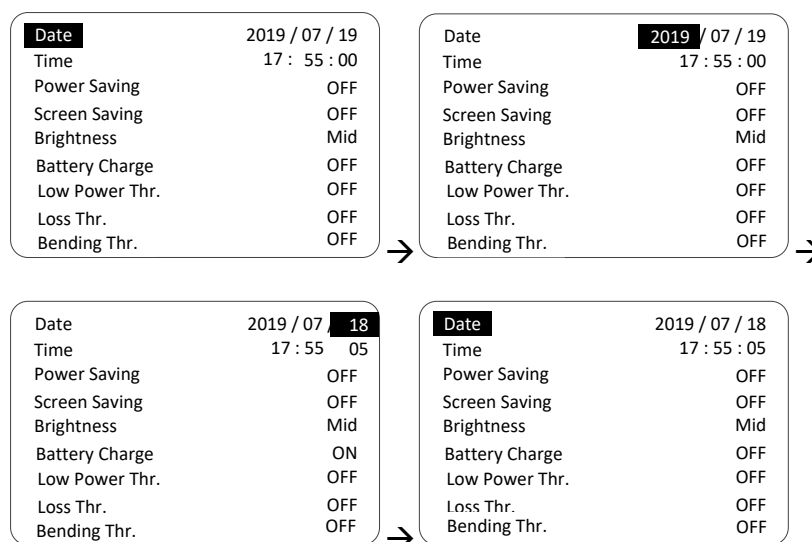 Date 2019 / 07 / 19
Time 17 : 55 : 00
Power Saving OFF
Screen Saving OFF
Brightness Mid
Battery Charge OFF
Low Power Thr. OFF
Loss Thr. OFF
Bending Thr. OFF
→
Date 2019 / 07 / 19
Time 17 : 55 : 00
Power Saving OFF
Screen Saving OFF
Brightness Mid
Battery Charge OFF
Low Power Thr. OFF
Loss Thr. OFF
Bending Thr. OFF
→
Date 2019 / 07 / 18
Time 17 : 55 05
Power Saving OFF
Screen Saving OFF
Brightness Mid
Battery Charge ON
Low Power Thr. OFF
Loss Thr. OFF
Bending Thr. OFF
→
Date 2019 / 07 / 18
Time 17 : 55 : 05
Power Saving OFF
Screen Saving OFF
Brightness Mid
Battery Charge OFF
Low Power Thr. OFF
Loss Thr. OFF
Bending Thr. OFF